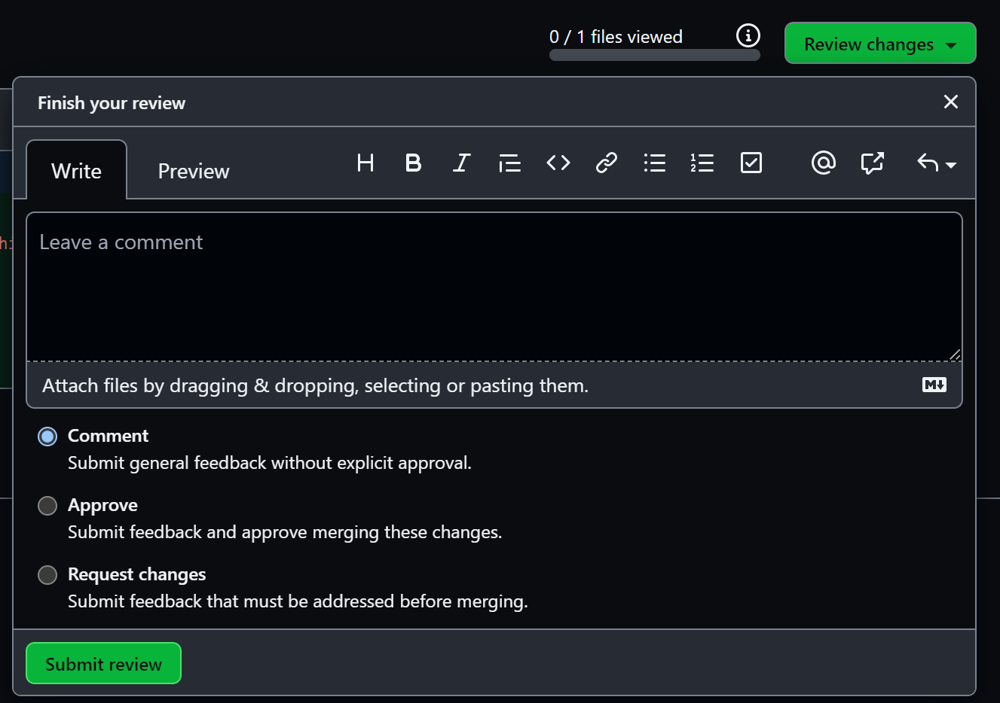 0 / 1 files viewed
Review changes
Finish your review
Write
Preview
Leave a comment
Attach files by dragging & dropping, selecting or pasting them.
Comment
Submit general feedback without explicit approval.
Approve
Submit feedback and approve merging these changes.
Request changes
Submit feedback that must be addressed before merging.
Submit review